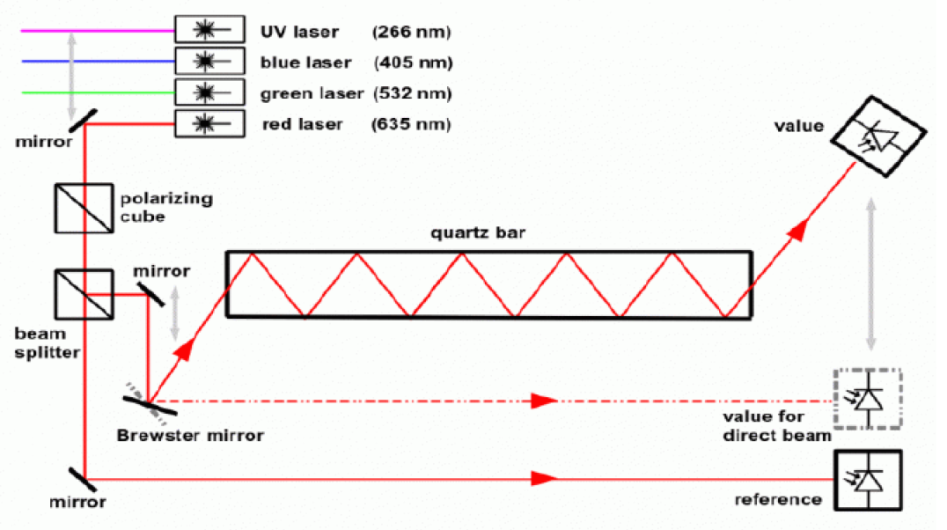 UV laser (266 nm)
blue laser (405 nm)
green laser (532 nm)
red laser (635 nm)
mirror
value
polarizing
cube
quartz bar
mirror
beam
splitter
Brewster mirror
value for
direct beam
mirror
reference